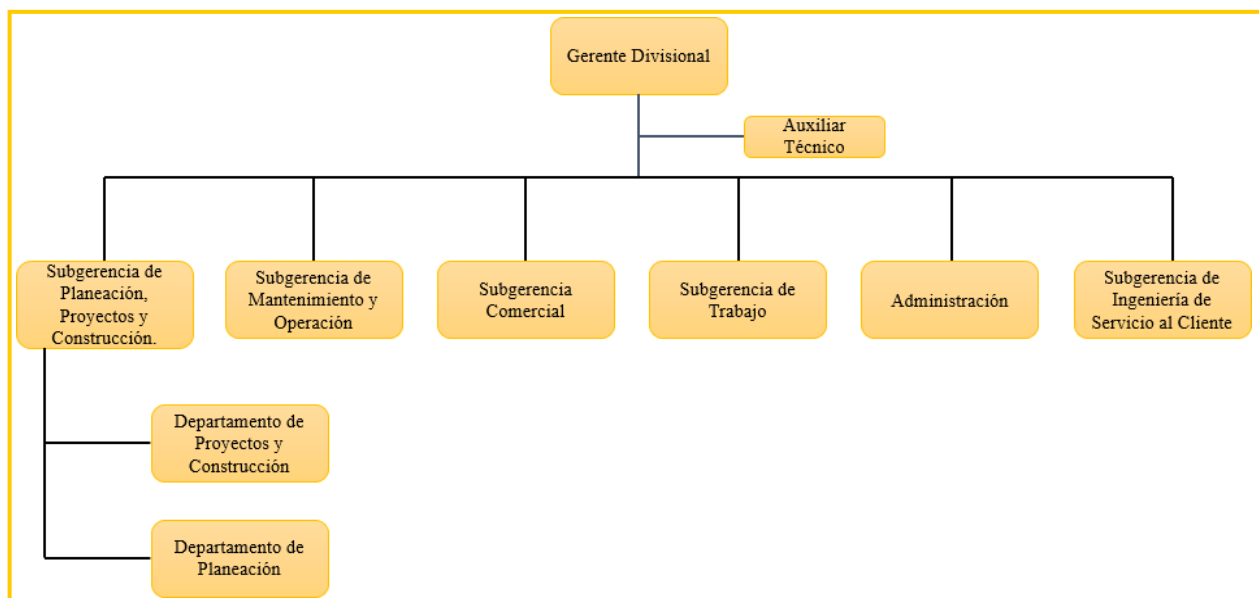 Gerente Divisional
Auxiliar
Técnico
Subgerencia de
Planeación,
Proyectos y
Construcción.
Subgerencia de
Mantenimiento y
Operación
Subgerencia
Comercial
Subgerencia de
Trabajo
Administración
Subgerencia de
Ingeniería de
Servicio al Cliente
Departamento de
Proyectos y
Construcción
Departamento de
Planeación